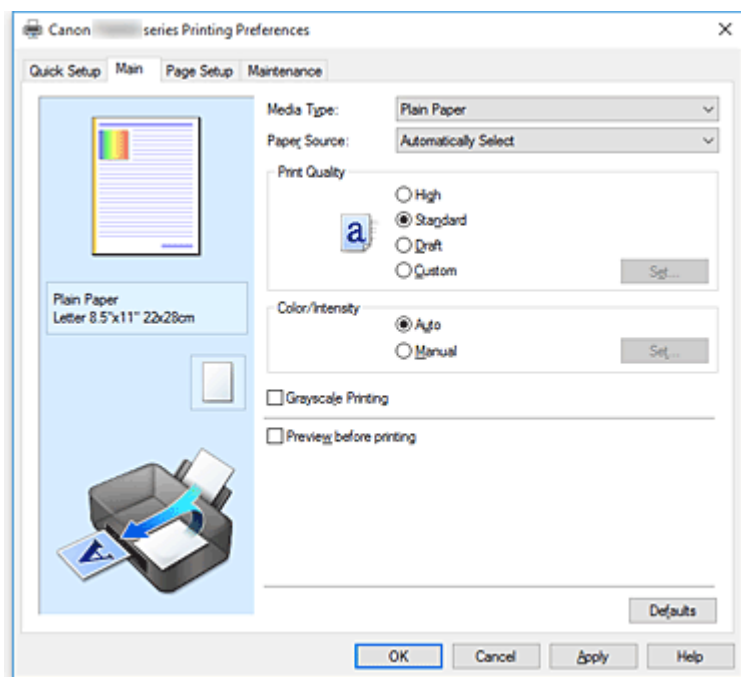 Canon series Printing Preferences
Quick Setup Main Page Setup Maintenance
Media Type: Plain Paper
Paper Source: Automatically Select
Print Quality
High
a
Standard
Draft
Custom
Set...
Plain Paper
Letter 8.5"x11" 22x28cm
Color/Intensity
Auto
Manual
Set...
Grayscale Printing
Preview before printing
A
Defaults
OK Cancel Apply Help